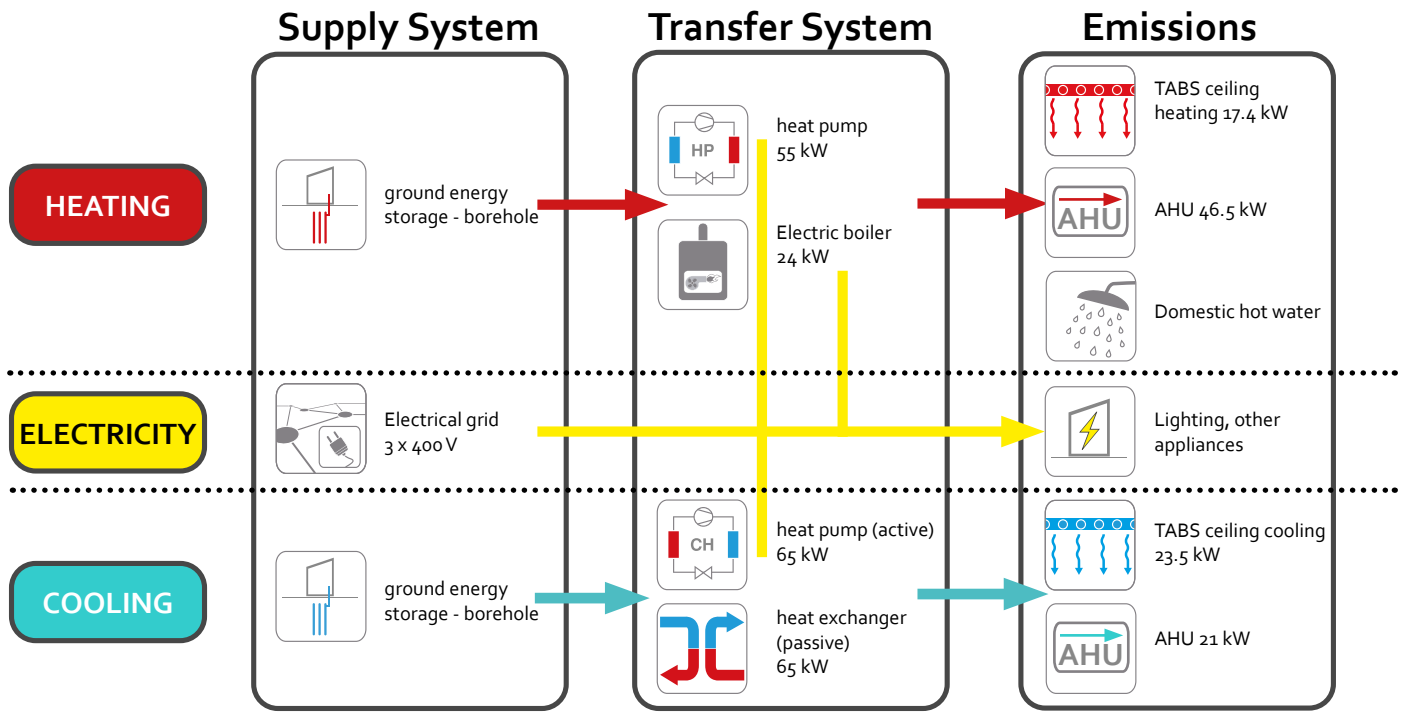 Supply System
Transfer System
Emissions
HEATING
ground energy
storage - borehole
HP
heat pump
55 kW
Electric boiler
24 kW
TABS ceiling
heating 17.4 kW
AHU
AHU 46.5 kW
Domestic hot water
ELECTRICITY
Electrical grid
3 x 400 V
Lighting, other
appliances
COOLING
ground energy
storage - borehole
CH
heat pump (active)
65 kW
heat exchanger
(passive)
65 kW
TABS ceiling cooling
23.5 kW
AHU
AHU 21 kW